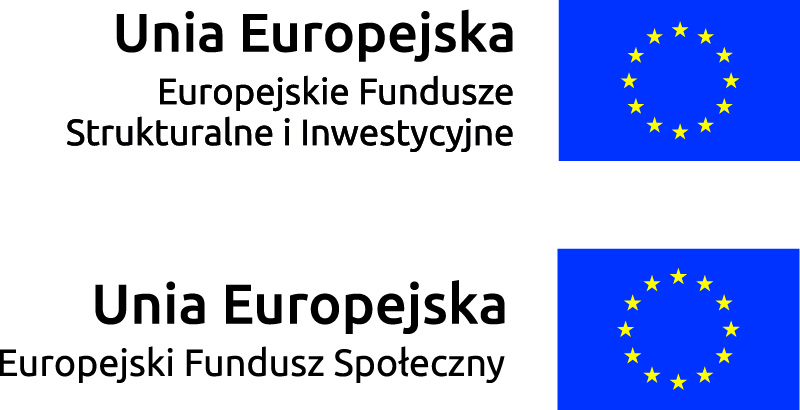 Unia Europejska
Europejskie Fundusze
Strukturalne i Inwestycyjne
Unia Europejska
Europejski Fundusz Społeczny